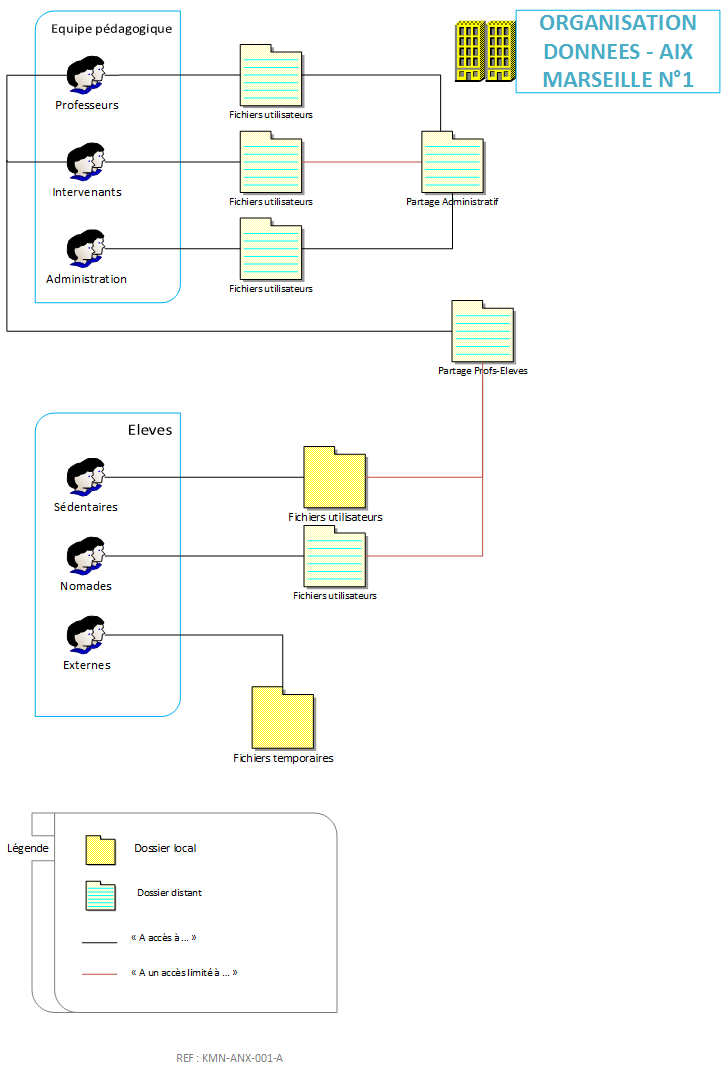 ORGANISATION
DONNEES - AIX
MARSEILLE N°1
Equipe pédagogique
Professeurs
Fichiers utilisateurs
Intervenants
Fichiers utilisateurs
Partage Administratif
Administration
Fichiers utilisateurs
Partage Profs-Eleves
Eleves
Sédentaires
Fichiers utilisateurs
Nomades
Fichiers utilisateurs
Externes
Fichiers temporaires
Légende
Dossier local
Dossier distant
« A accès à ... »
« A un accès limité à ... »
REF : KMN-ANX-001-A